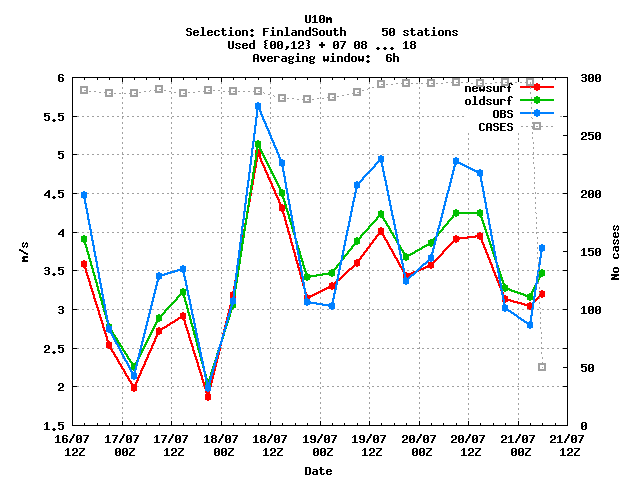 U10m
Selection: FinlandSouth     50 stations
Used {00,12} + 07 08 ... 18
Averaging window:  6h
newsurf
oldsurf
OBS
CASES
6
5.5
5
4.5
4
3.5
3
2.5
2
1.5
m/s
300
250
200
150
100
50
0
No cases
16/07 17/07 17/07 18/07 18/07 19/07 19/07 20/07 20/07 21/07 21/07
12Z 00Z 12Z 00Z 12Z 00Z 12Z 00Z 12Z 00Z 12Z
Date